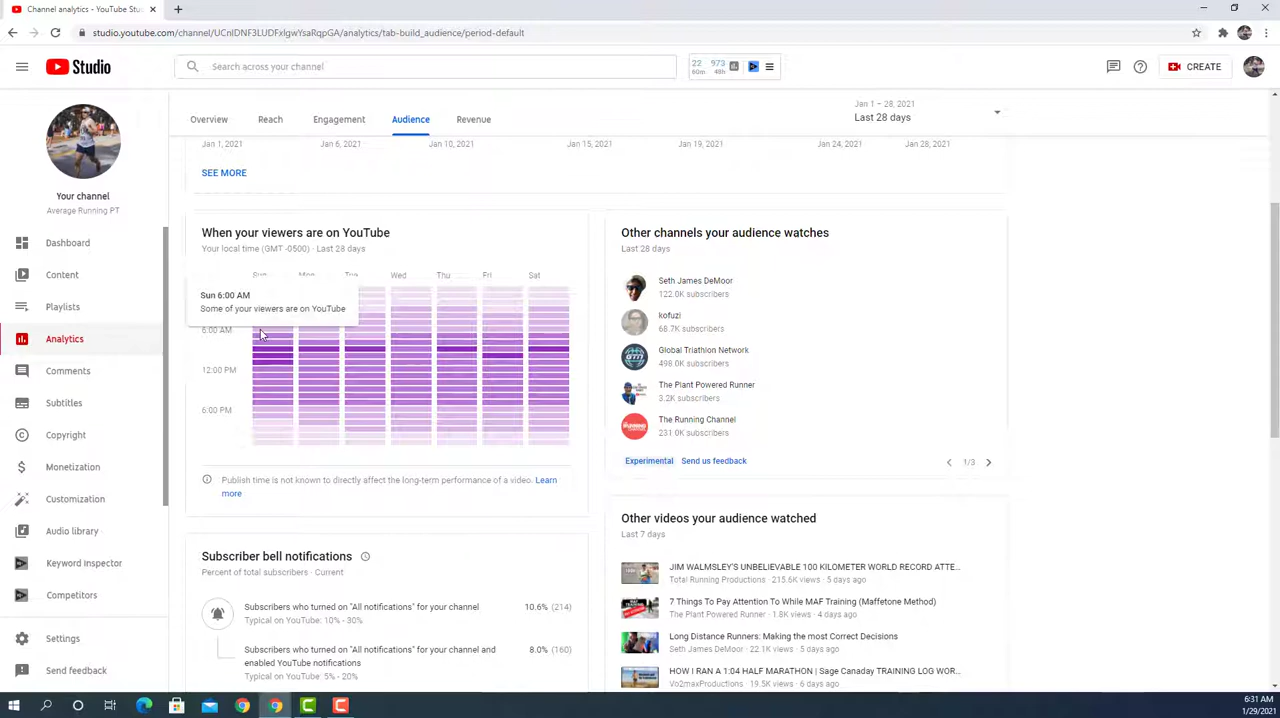 Channel analytics - YouTube Stu
studio.youtube.com/channel/UCnIDNF3LUDFxlgwYsaRqpGA/analytics/tab-build_audience/period-default
Studio
Search across your channel
22 973
60m 48h
CREATE
Your channel
Average Running PT
Dashboard
Content
Playlists
Analytics
Comments
Subtitles
Copyright
Monetization
Customization
Audio library
Keyword Inspector
Competitors
Settings
Send feedback
Overview Reach Engagement Audience Revenue
Jan 1 – 28, 2021
Last 28 days
Jan 1, 2021 Jan 6, 2021 Jan 10, 2021 Jan 15, 2021 Jan 19, 2021 Jan 24, 2021 Jan 28, 2021
SEE MORE
When your viewers are on YouTube
Your local time (GMT -0500) · Last 28 days
Sun Mon Tue Wed Thu Fri Sat
Sun 6:00 AM
Some of your viewers are on YouTube
6:00 AM
12:00 PM
6:00 PM
Publish time is not known to directly affect the long-term performance of a video. Learn
more
Subscriber bell notifications
Percent of total subscribers · Current
Subscribers who turned on "All notifications" for your channel 10.6% (214)
Typical on YouTube: 10% - 30%
Subscribers who turned on "All notifications" for your channel and 8.0% (160)
enabled YouTube notifications
Typical on YouTube: 5% - 20%
Other channels your audience watches
Last 28 days
Seth James DeMoor
122.0K subscribers
kofuzi
68.7K subscribers
Global Triathlon Network
498.0K subscribers
The Plant Powered Runner
3.2K subscribers
The Running Channel
231.0K subscribers
Experimental Send us feedback 1/3
Other videos your audience watched
Last 7 days
JIM WALMSLEY'S UNBELIEVABLE 100 KILOMETER WORLD RECORD ATTE...
Total Running Productions · 215.6K views · 5 days ago
7 Things To Pay Attention To While MAF Training (Maffetone Method)
The Plant Powered Runner · 1.8K views · 4 days ago
Long Distance Runners: Making the most Correct Decisions
Seth James DeMoor · 22.1K views · 5 days ago
HOW I RAN A 1:04 HALF MARATHON | Sage Canaday TRAINING LOG WOR...
Vo2maxProductions · 19.5K views · 5 days ago
6:31 AM
1/29/2021